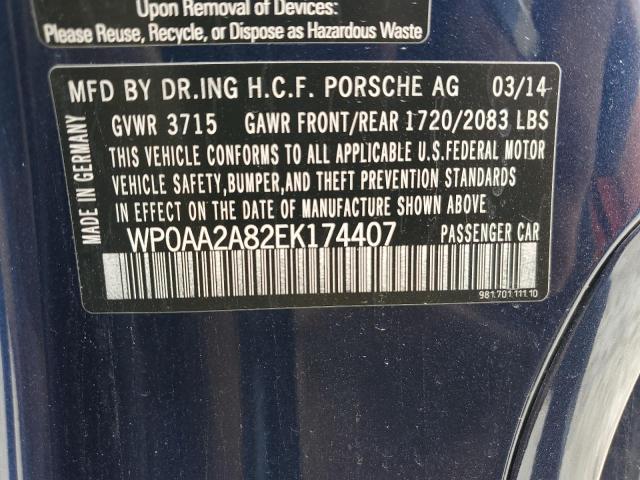 Upon Removal of Devices:
Please Reuse, Recycle, or Dispose as Hazardous Waste
MFD BY DR.ING H.C.F. PORSCHE AG 03/14
GVWR 3715 GAWR FRONT/REAR 1720/2083 LBS
THIS VEHICLE CONFORMS TO ALL APPLICABLE U.S.FEDERAL MOTOR
VEHICLE SAFETY,BUMPER,AND THEFT PREVENTION STANDARDS
IN EFFECT ON THE DATE OF MANUFACTURE SHOWN ABOVE
WP0AA2A82EK174407 PASSENGER CAR
MADE IN GERMANY
981.701.111.10